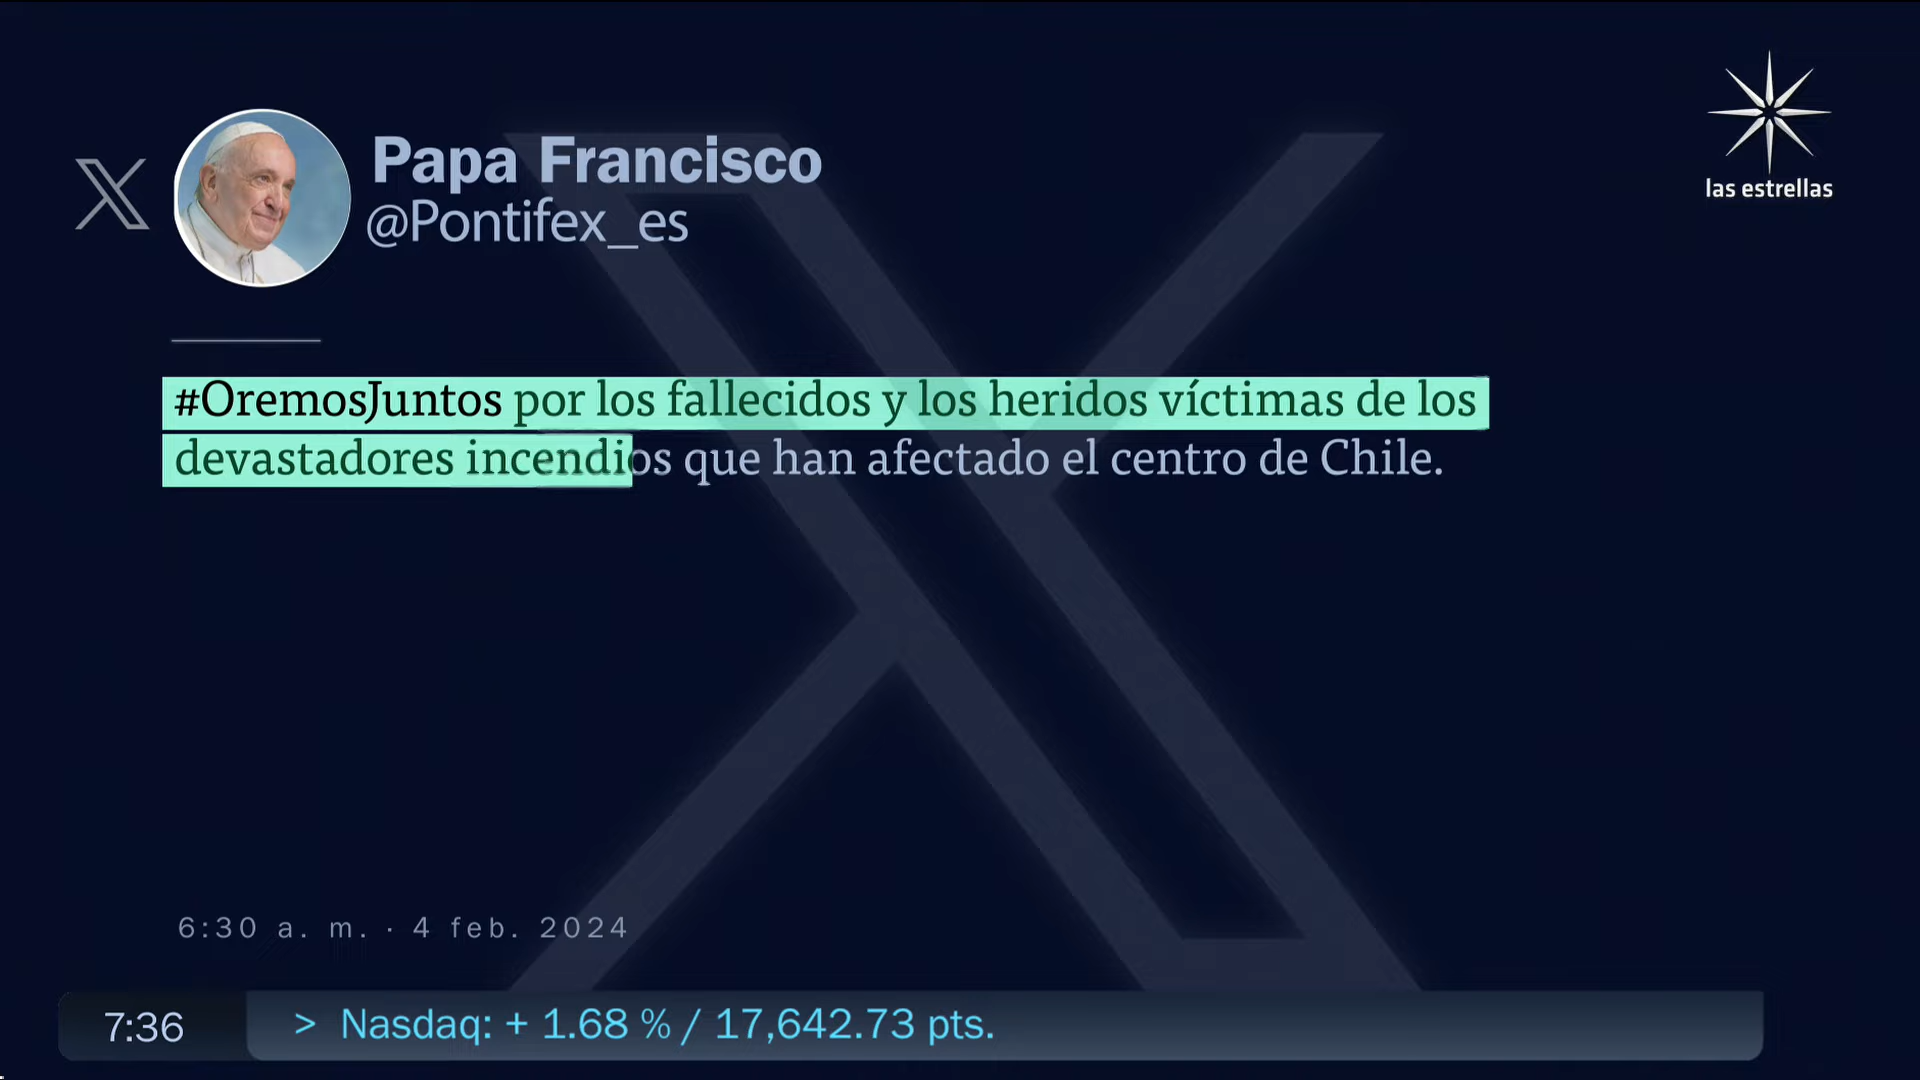 Papa Francisco
@Pontifex_es
las estrellas
#OremosJuntos por los fallecidos y los heridos víctimas de los
devastadores incendios que han afectado el centro de Chile.
6:30 a. m. · 4 feb. 2024
7:36
> Nasdaq: + 1.68 % / 17,642.73 pts.